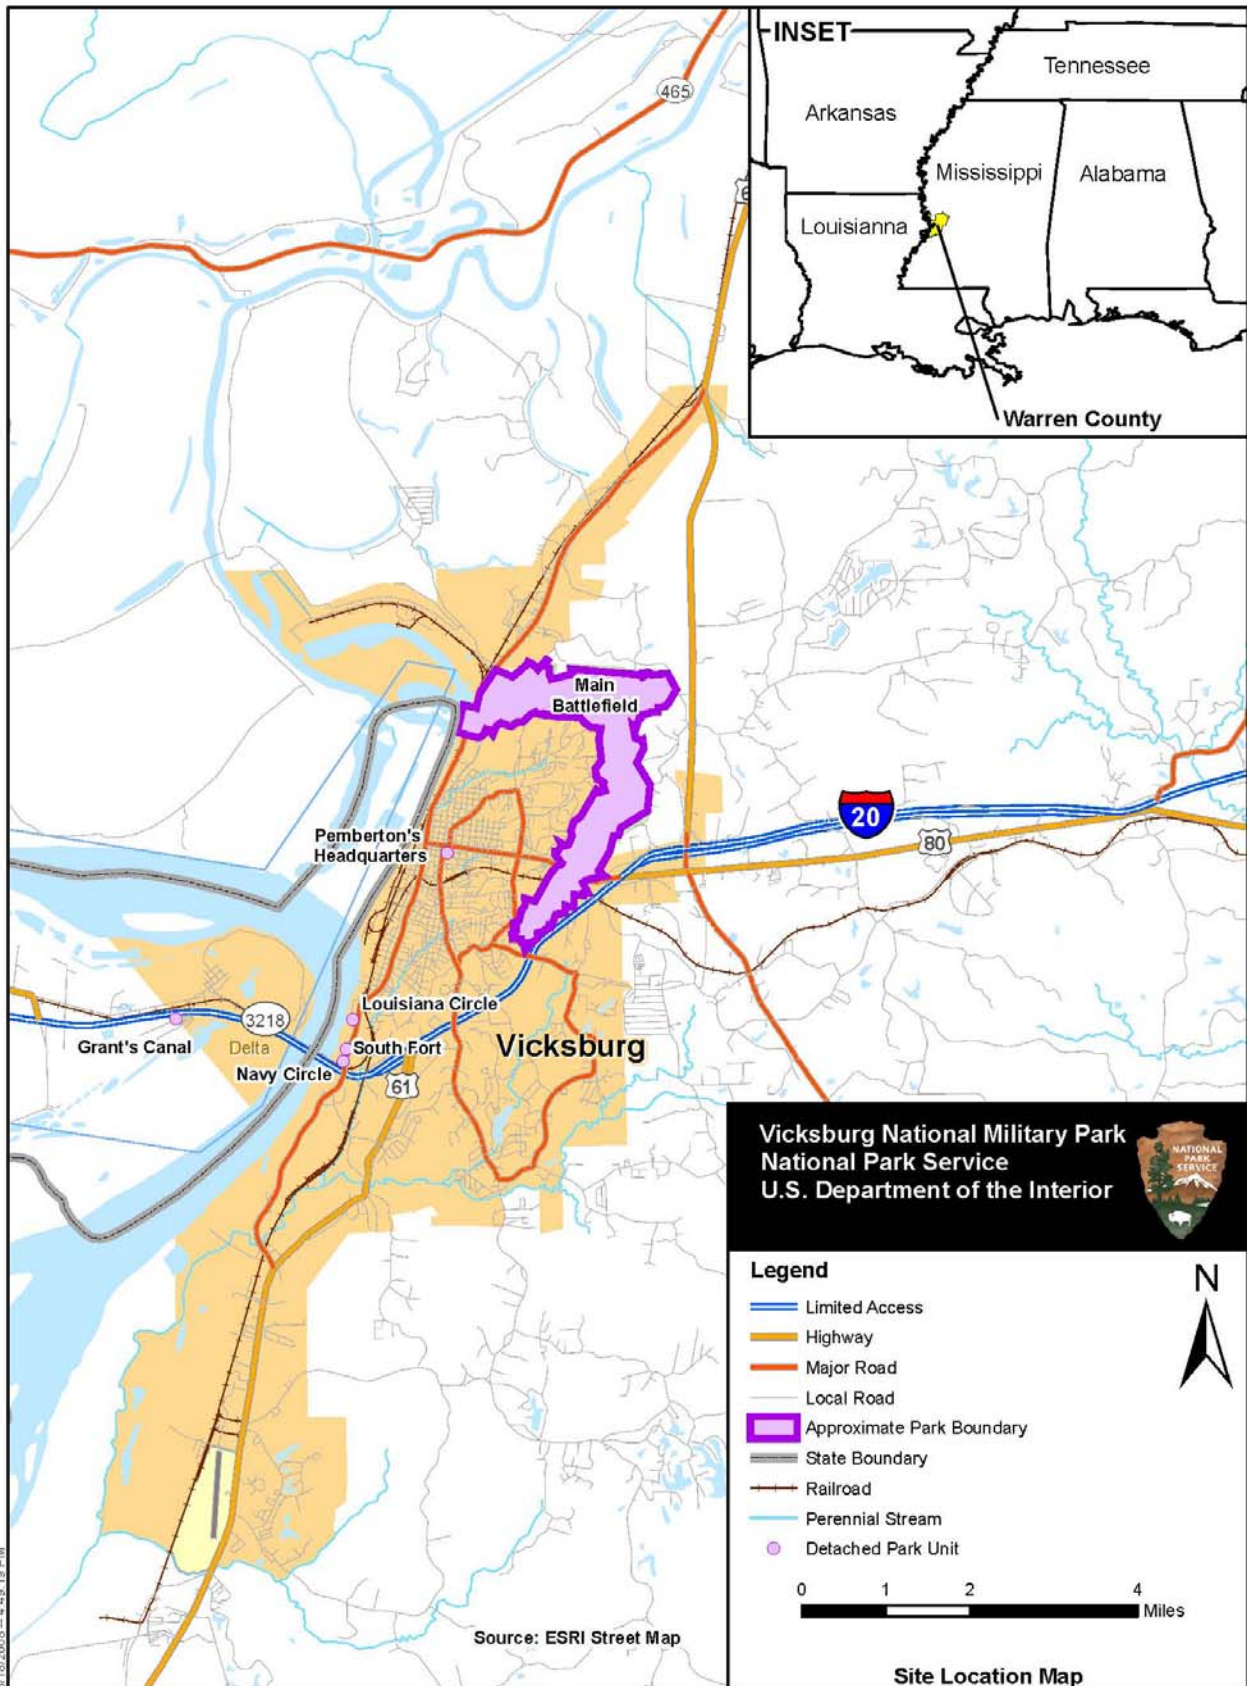 INSET
Tennessee
Arkansas
Mississippi
Alabama
Louisianna
Warren County
465
6
Main
Battlefield
20
80
Pemberton's
Headquarters
Louisiana Circle
3218
Grant's Canal
Delta
South Fort
Vicksburg
Navy Circle
61
Vicksburg National Military Park
National Park Service
U.S. Department of the Interior
NATIONAL
PARK
SERVICE
Legend
N
Limited Access
Highway
Major Road
Local Road
Approximate Park Boundary
State Boundary
Railroad
Perennial Stream
Detached Park Unit
0 1 2 4
Miles
Source: ESRI Street Map
Site Location Map